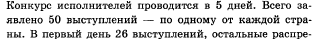 Конкурс исполнителей проводится в 5 дней. Всего за-
явлено 50 выступлений — по одному от каждой стра-
ны. В первый день 26 выступлений, остальные распре-